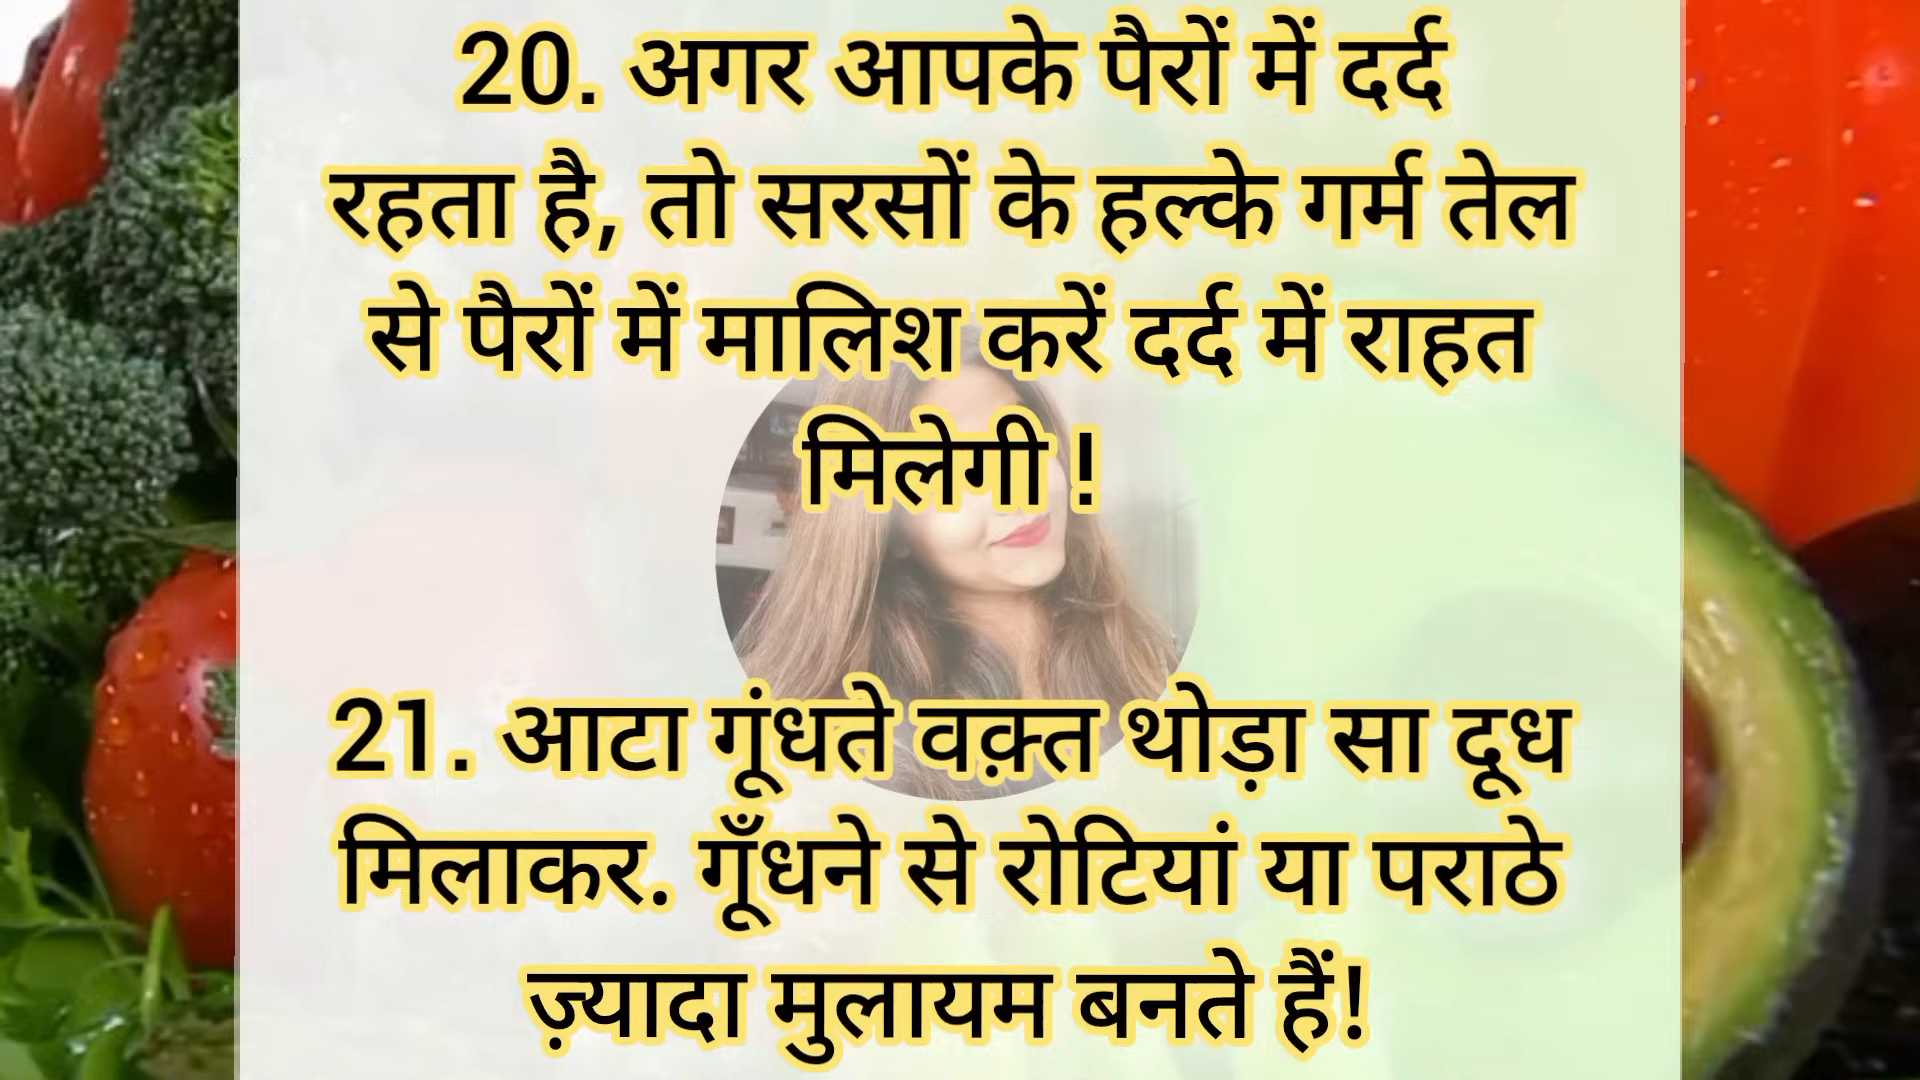 20. अगर आपके पैरों में दर्द
रहता है, तो सरसों के हल्के गर्म तेल
से पैरों में मालिश करें दर्द में राहत
मिलेगी !
21. आटा गूंधते वक़्त थोड़ा सा दूध
मिलाकर. गूँधने से रोटियां या पराठे
ज़्यादा मुलायम बनते हैं!